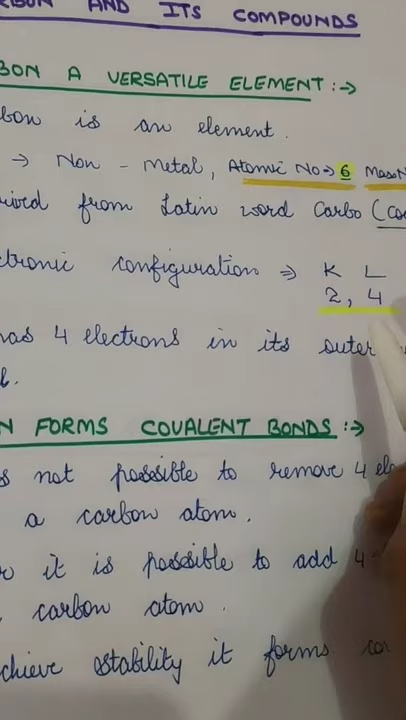 AND ITS COMPOUNDS
A VERSATILE ELEMENT :→
is an element.
→ Non-Metal, Atomic No→ 6 Mass N
from Latin word Carbo
configuration ⇒ K L
2, 4
has 4 electrons in its outer
FORMS COVALENT BONDS :→
not possible to remove 4
a carbon atom.
it is possible to add 4
carbon atom.
stability it forms